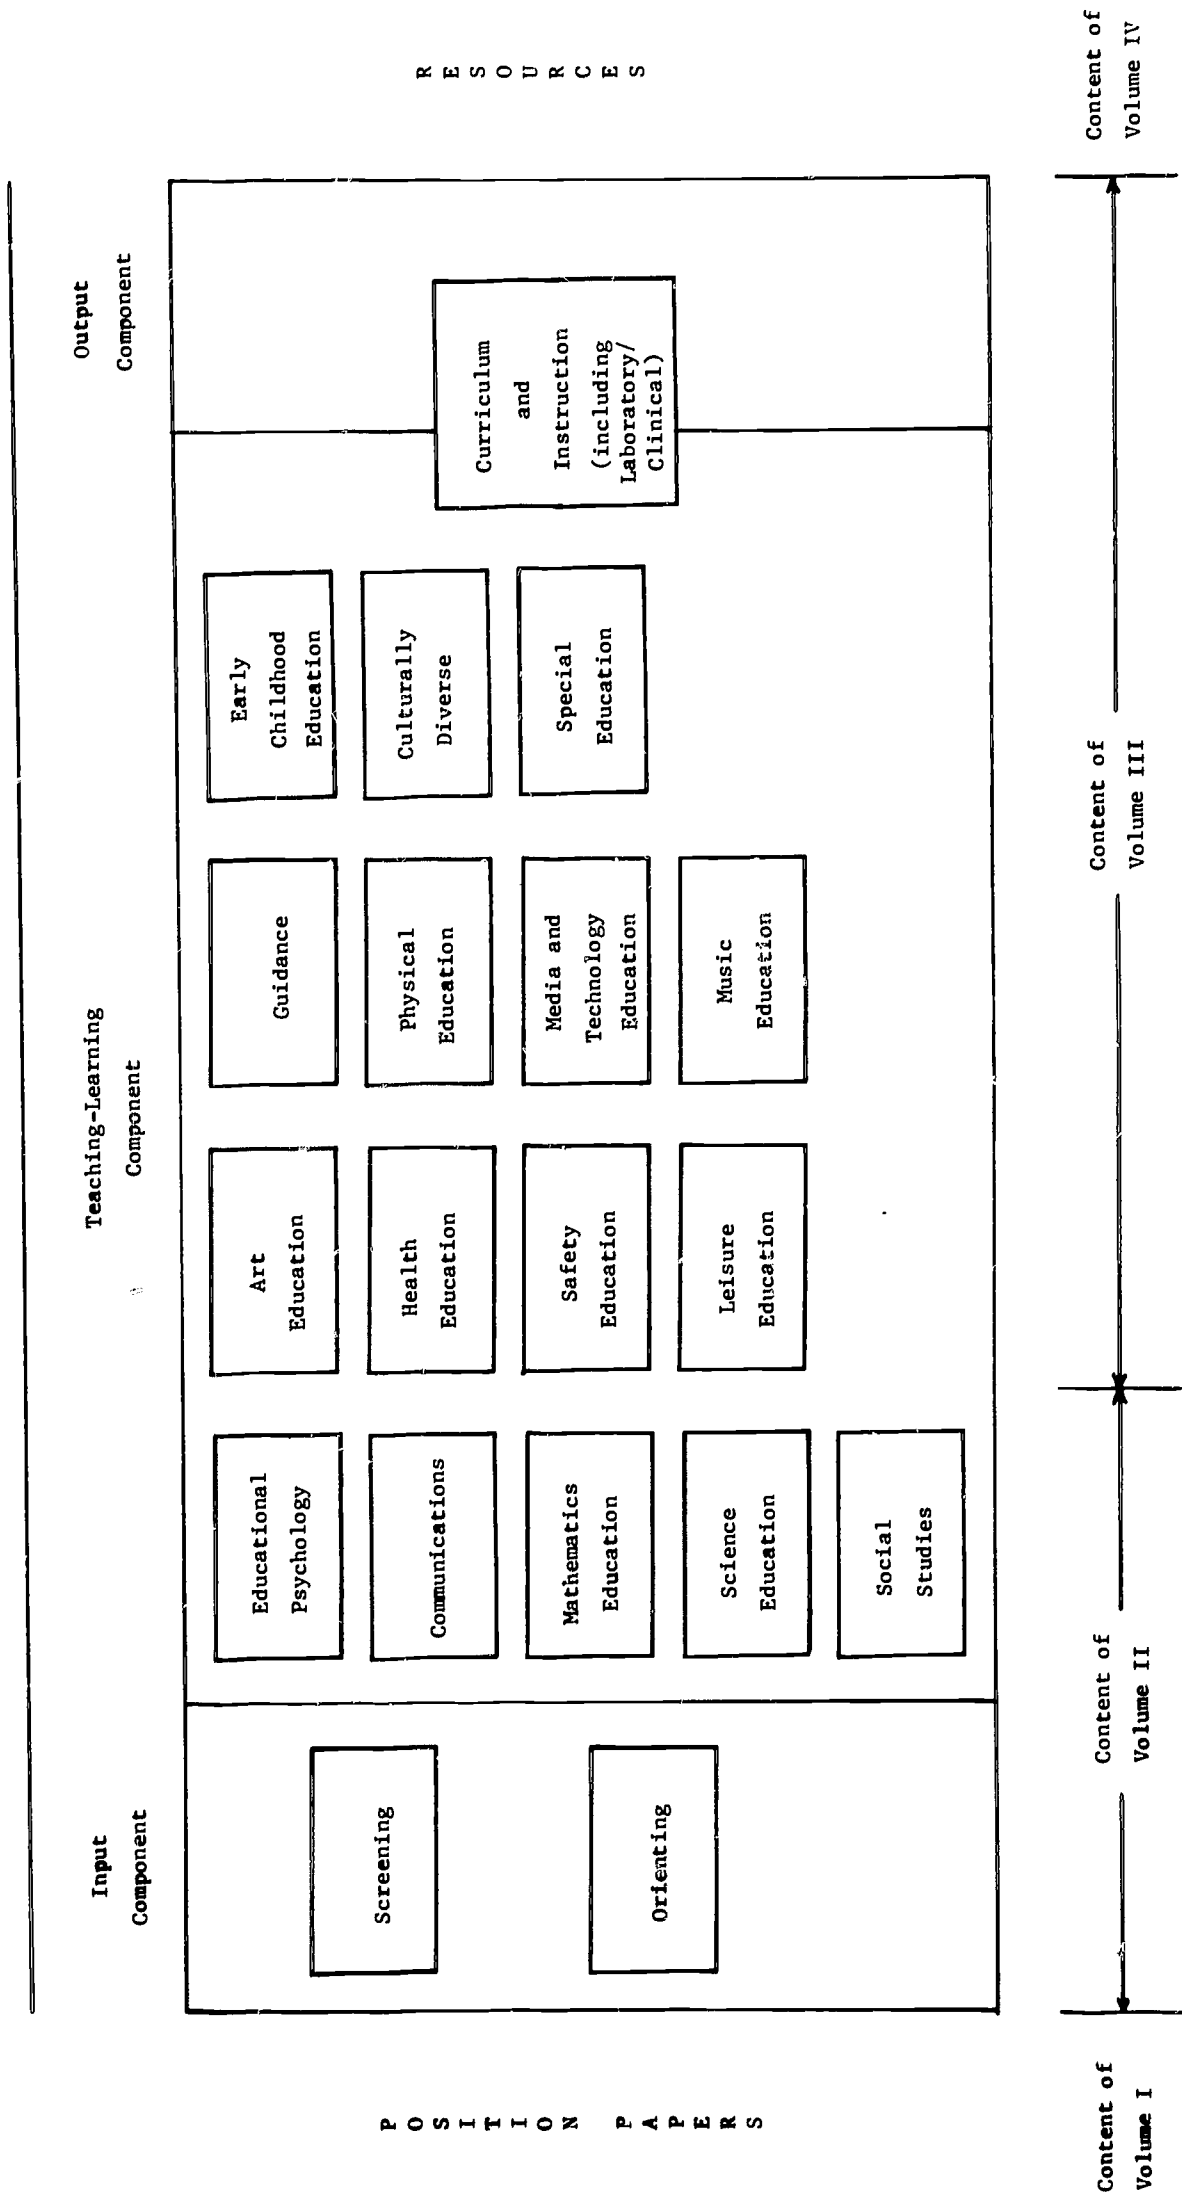 Input
Component
Teaching-Learning
Component
Output
Component
POSITION PAPERS
Screening
Orienting
Educational
Psychology
Communications
Mathematics
Education
Science
Education
Social
Studies
Art
Education
Health
Education
Safety
Education
Leisure
Education
Guidance
Physical
Education
Media and
Technology
Education
Music
Education
Early
Childhood
Education
Culturally
Diverse
Special
Education
Curriculum
and
Instruction
(including
Laboratory/
Clinical)
RESOURCES
Content of
Volume I
Content of
Volume II
Content of
Volume III
Content of
Volume IV